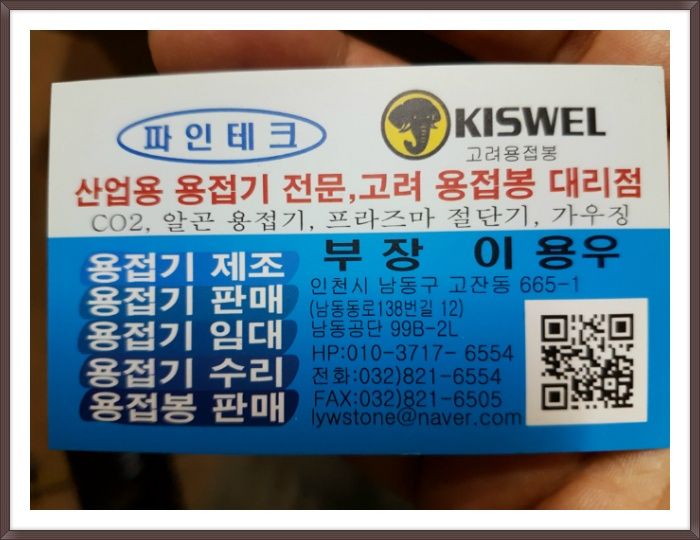 파인테크
KISWEL
고려용접봉
산업용 용접기 전문,고려 용접봉 대리점
CO2, 알곤 용접기, 프라즈마 절단기, 가우징
용접기 제조
용접기 판매
용접기 임대
용접기 수리
용접봉 판매
부장 이용우
인천시 남동구 고잔동 665-1
(남동동로138번길 12)
남동공단 99B-2L
HP:010-3717- 6554
전화:032)821-6554
FAX:032)821-6505
lywstone@naver.com